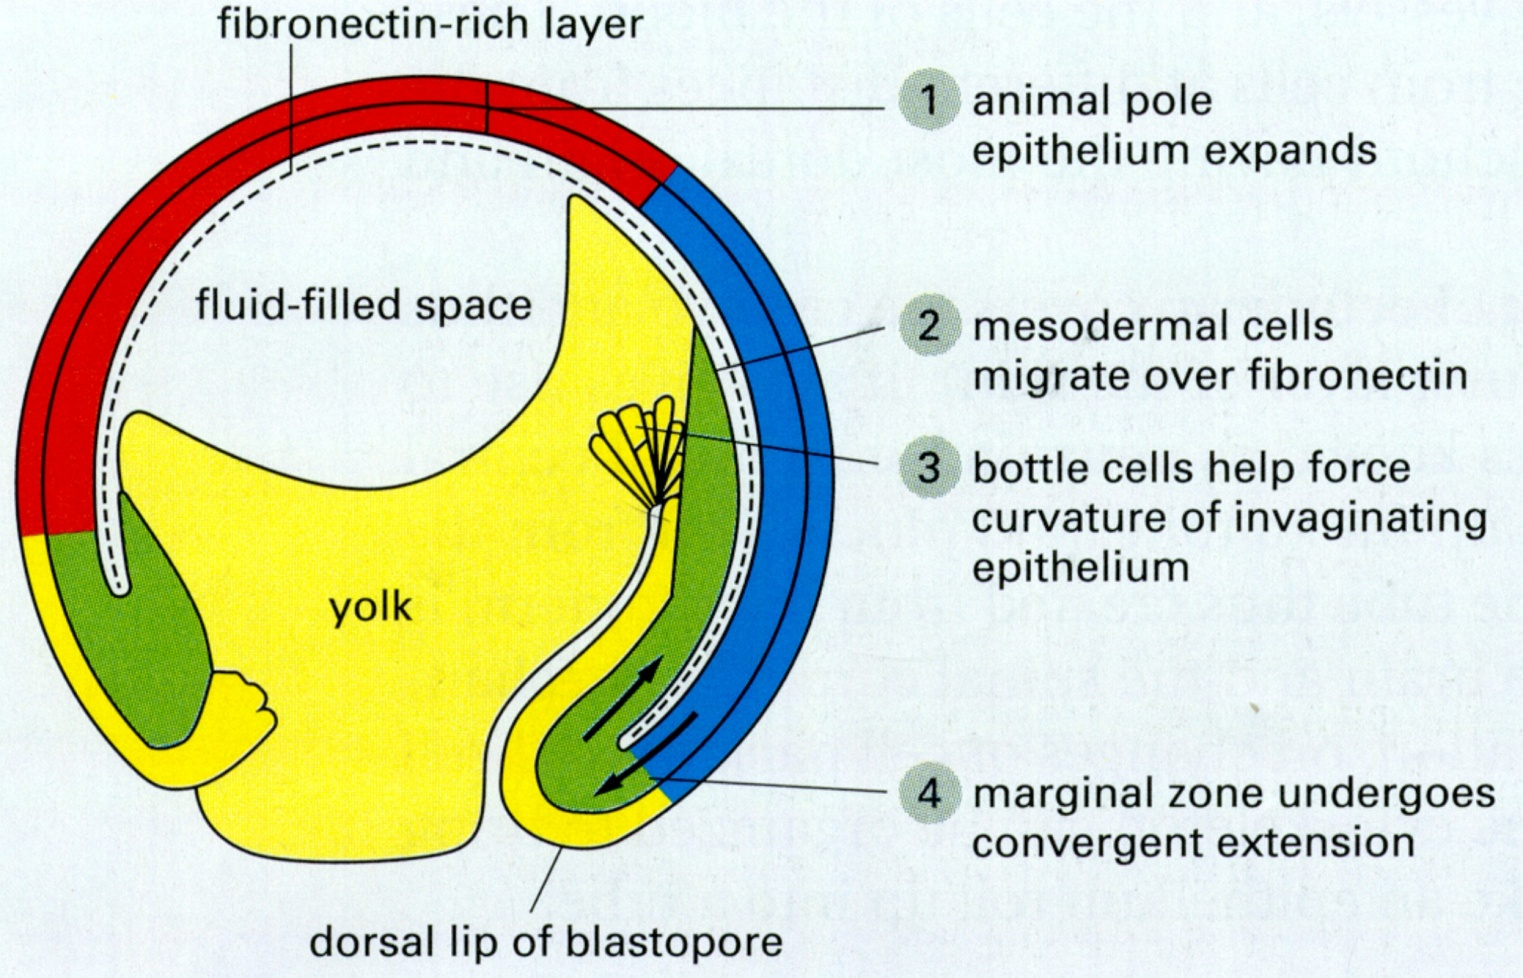 fibronectin-rich layer
1 animal pole
epithelium expands
fluid-filled space
2 mesodermal cells
migrate over fibronectin
3 bottle cells help force
curvature of invaginating
epithelium
yolk
4 marginal zone undergoes
convergent extension
dorsal lip of blastopore